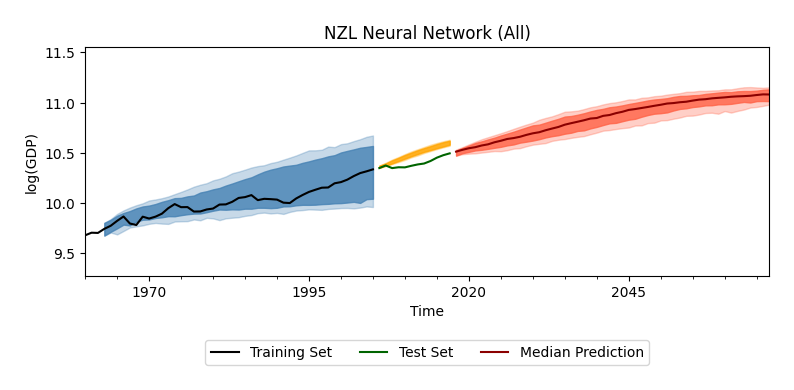 NZL Neural Network (All)
11.5
11.0
10.5
10.0
9.5
log(GDP)
1970 1995 2020 2045
Time
Training Set Test Set Median Prediction